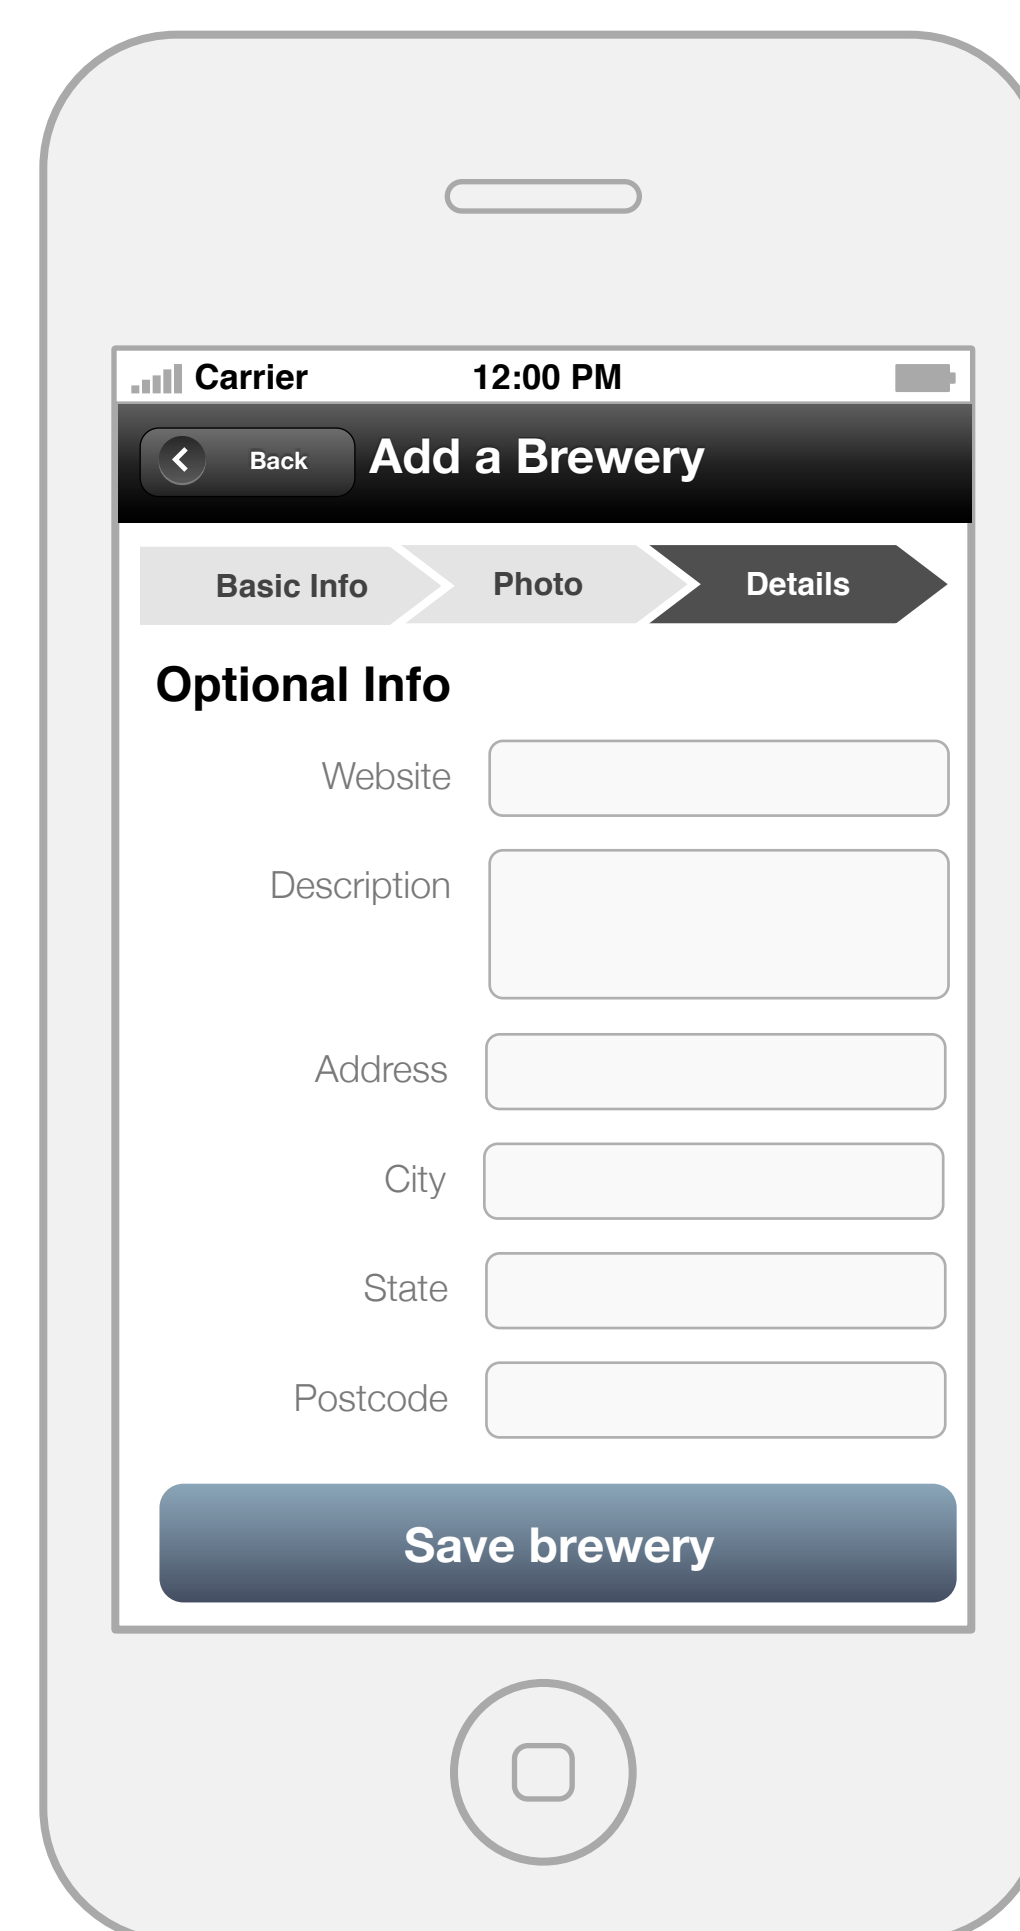 Carrier 12:00 PM
Back Add a Brewery
Basic Info Photo Details
Optional Info
Website
Description
Address
City
State
Postcode
Save brewery